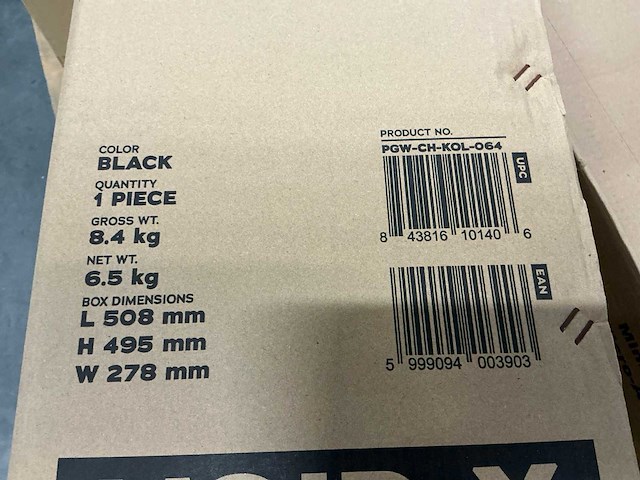 COLOR
BLACK
QUANTITY
1 PIECE
GROSS WT.
8.4 kg
NET WT.
6.5 kg
BOX DIMENSIONS
L 508 mm
H 495 mm
W 278 mm
PRODUCT NO.
PGW-CH-KOL-064
UPC
8 43816 10140 6
EAN
5 999094 003903